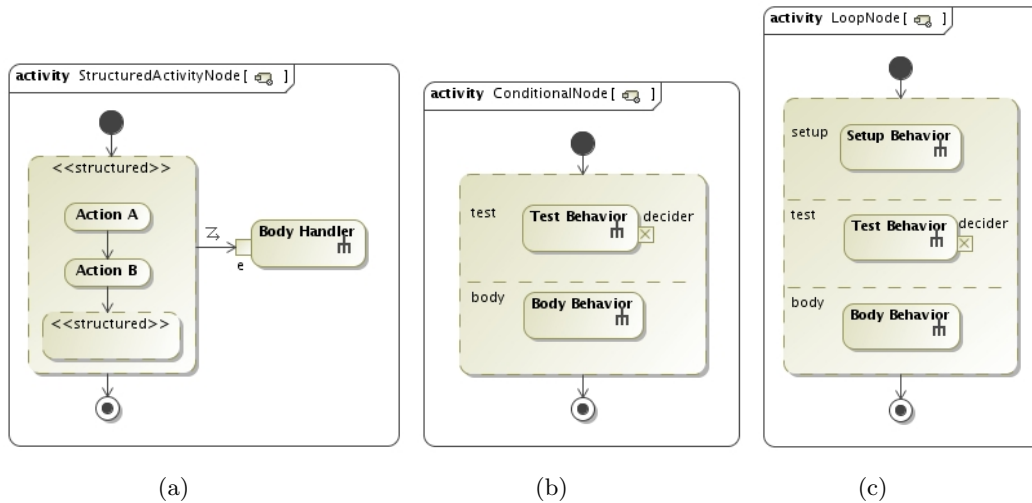 activity StructuredActivityNode[ ]
<<structured>>
Action A
Action B
<<structured>>
Body Handler
e
(a)
activity ConditionalNode[ ]
test
Test Behavior
decider
body
Body Behavior
(b)
activity LoopNode[ ]
setup
Setup Behavior
test
Test Behavior
decider
body
Body Behavior
(c)